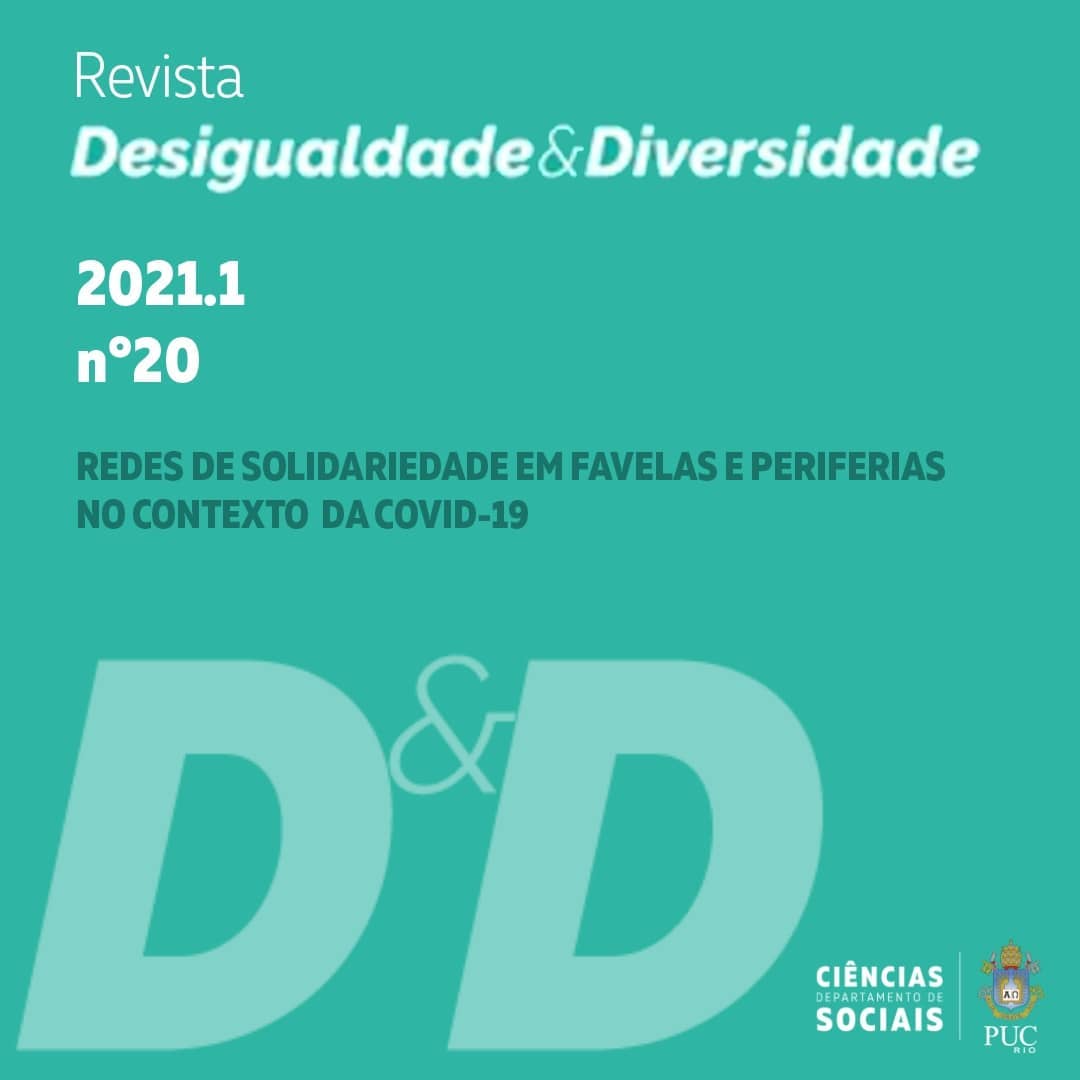 Revista
Desigualdade&Diversidade
2021.1
n°20
REDES DE SOLIDARIEDADE EM FAVELAS E PERIFERIAS
NO CONTEXTO DA COVID-19
D&D
CIÊNCIAS
DEPARTAMENTO DE
SOCIAIS
ΑΩ
PUC
RIO